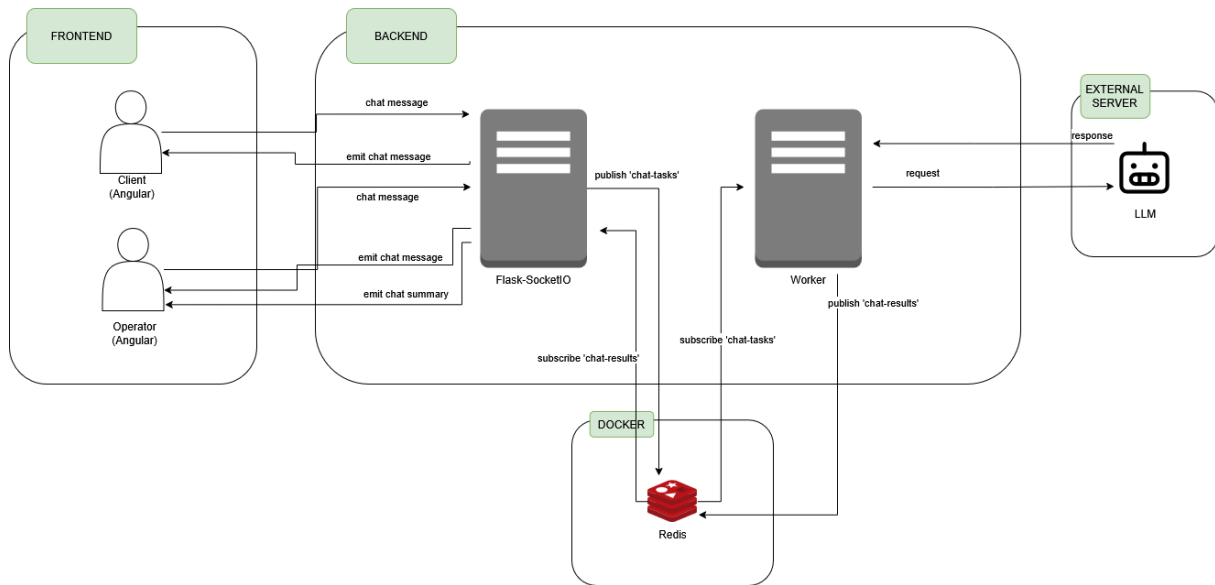 FRONTEND
BACKEND
EXTERNAL
SERVER
chat message
emit chat message
Client
(Angular)
chat message
emit chat message
emit chat summary
Operator
(Angular)
Flask-SocketIO
publish 'chat-tasks'
subscribe 'chat-results'
subscribe 'chat-tasks'
Worker
publish 'chat-results'
response
request
LLM
DOCKER
Redis